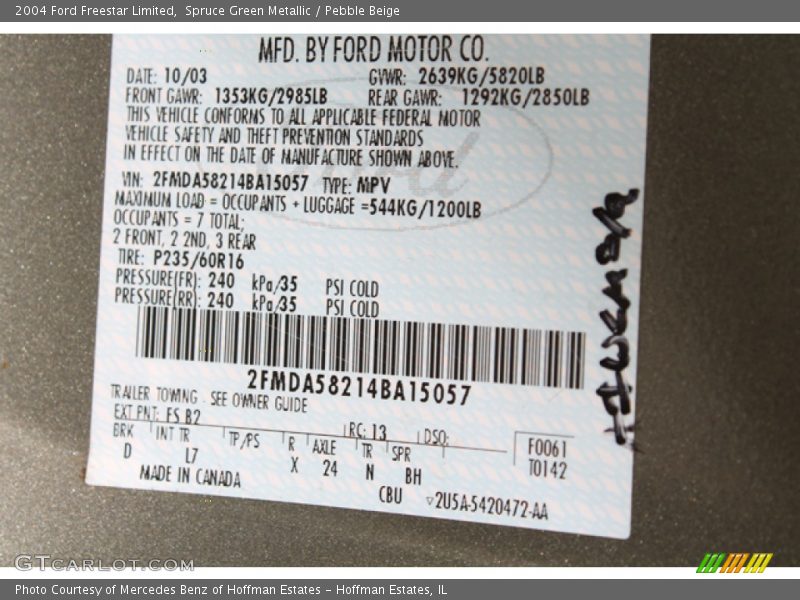 2004 Ford Freestar Limited,  Spruce Green Metallic / Pebble Beige
MFD. BY FORD MOTOR CO.
DATE: 10/03 GVWR: 2639KG/5820LB
FRONT GAWR: 1353KG/2985LB REAR GAWR: 1292KG/2850LB
THIS VEHICLE CONFORMS TO ALL APPLICABLE FEDERAL MOTOR
VEHICLE SAFETY AND THEFT PREVENTION STANDARDS
IN EFFECT ON THE DATE OF MANUFACTURE SHOWN ABOVE.
VIN: 2FMDA58214BA15057 TYPE: MPV
MAXIMUM LOAD = OCCUPANTS + LUGGAGE =544KG/1200LB
OCCUPANTS = 7 TOTAL;
2 FRONT, 2 2ND, 3 REAR
TIRE: P235/60R16
PRESSURE(FR): 240 kPa/35 PSI COLD
PRESSURE(RR): 240 kPa/35 PSI COLD
2FMDA58214BA15057
TRAILER TOWING - SEE OWNER GUIDE
EXT PNT: FS B2 RC: 13 DSO:
BRK INT TR TP/PS R AXLE TR SPR F0061
D L7 X 24 N BH T0142
MADE IN CANADA
CBU 2U5A-5420472-AA
GTCarLot.com
Photo Courtesy of Mercedes Benz of Hoffman Estates - Hoffman Estates, IL